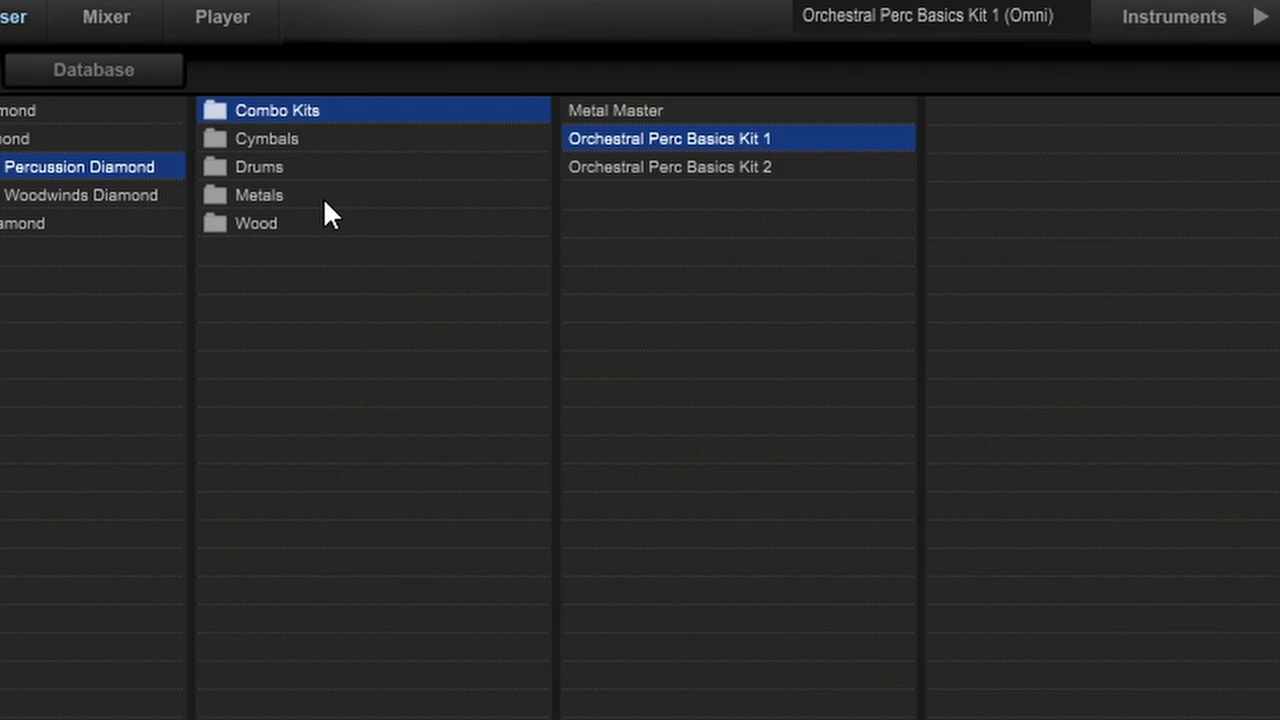 ser Mixer Player Orchestral Perc Basics Kit 1 (Omni) Instruments
Database
mond Combo Kits Metal Master
ond Cymbals Orchestral Perc Basics Kit 1
Percussion Diamond Drums Orchestral Perc Basics Kit 2
Woodwinds Diamond Metals
amond Wood